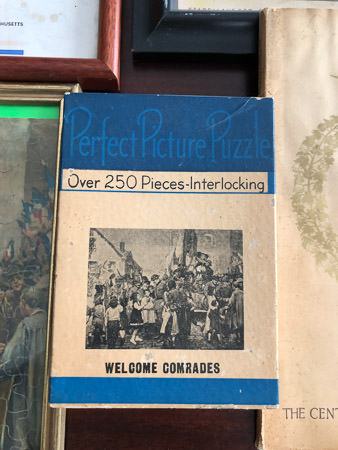 HUSETTS
Perfect Picture Puzzle
Over 250 Pieces-Interlocking
WELCOME COMRADES
THE CENT